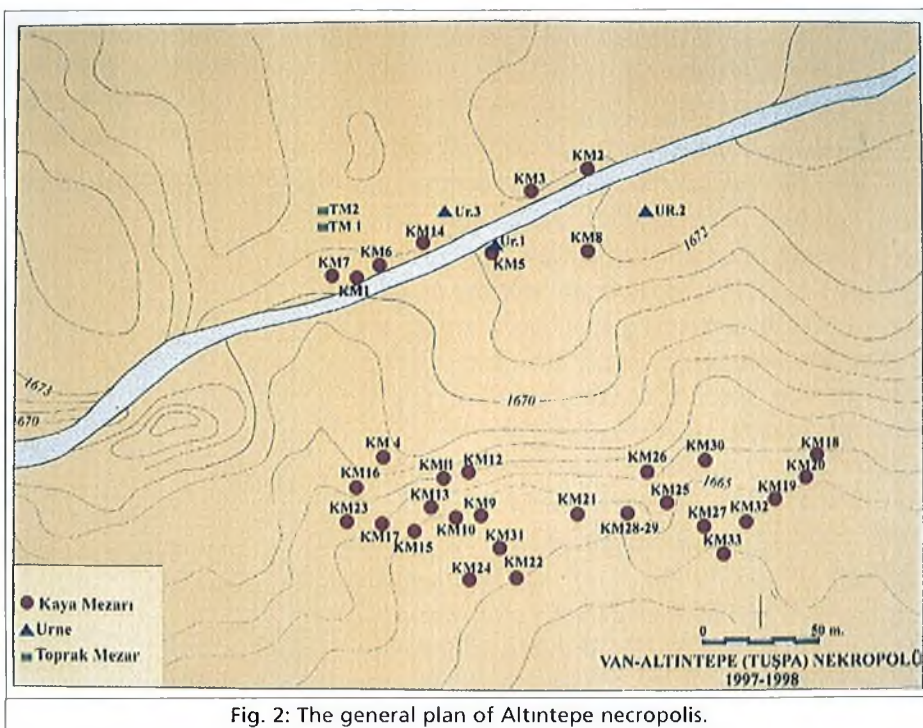 KM2
KM3
TM2
Ur.3
UR.2
TM 1
KM14
Ur.1
1672
KM8
KM6
KM5
KM7
KM1
1673
1670
1670
KM 4
KM18
KM30
KM11
KM12
KM26
KM16
1665
KM20
KM25
KM19
KM13
KM9
KM21
KM23
KM10
KM28-29
KM27
KM32
KM17
KM15
KM31
KM33
KM24
KM22
Kaya Mezarı
Urne
Toprak Mezar
0 50 m.
VAN-ALTINTEPE (TUŞPA) NEKROPOLÜ
1997-1998
Fig. 2: The general plan of Altıntepe necropolis.